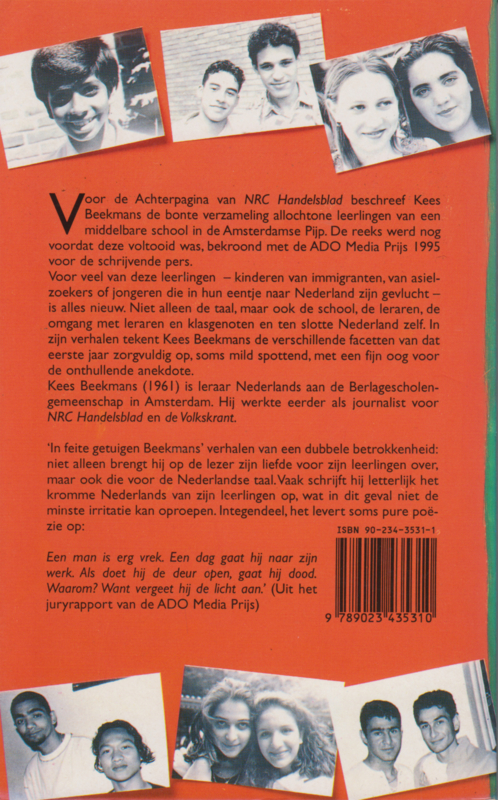 Voor de Achterpagina van NRC Handelsblad beschreef Kees
Beekmans de bonte verzameling allochtone leerlingen van een
middelbare school in de Amsterdamse Pijp. De reeks werd nog
voordat deze voltooid was, bekroond met de ADO Media Prijs 1995
voor de schrijvende pers.
Voor veel van deze leerlingen – kinderen van immigranten, van asiel-
zoekers of jongeren die in hun eentje naar Nederland zijn gevlucht –
is alles nieuw. Niet alleen de taal, maar ook de school, de leraren, de
omgang met leraren en klasgenoten en ten slotte Nederland zelf. In
zijn verhalen tekent Kees Beekmans de verschillende facetten van dat
eerste jaar zorgvuldig op, soms mild spottend, met een fijn oog voor
de onthullende anekdote.
Kees Beekmans (1961) is leraar Nederlands aan de Berlagescholen-
gemeenschap in Amsterdam. Hij werkte eerder als journalist voor
NRC Handelsblad en de Volkskrant.
'In feite getuigen Beekmans' verhalen van een dubbele betrokkenheid:
niet alleen brengt hij op de lezer zijn liefde voor zijn leerlingen over,
maar ook die voor de Nederlandse taal. Vaak schrijft hij letterlijk het
kromme Nederlands van zijn leerlingen op, wat in dit geval niet de
minste irritatie kan oproepen. Integendeel, het levert soms pure poë-
zie op:
Een man is erg vrek. Een dag gaat hij naar zijn
werk. Als doet hij de deur open, gaat hij dood.
Waarom? Want vergeet hij de licht aan.' (Uit het
juryrapport van de ADO Media Prijs)
ISBN 90-234-3531-1
9 789023 435310